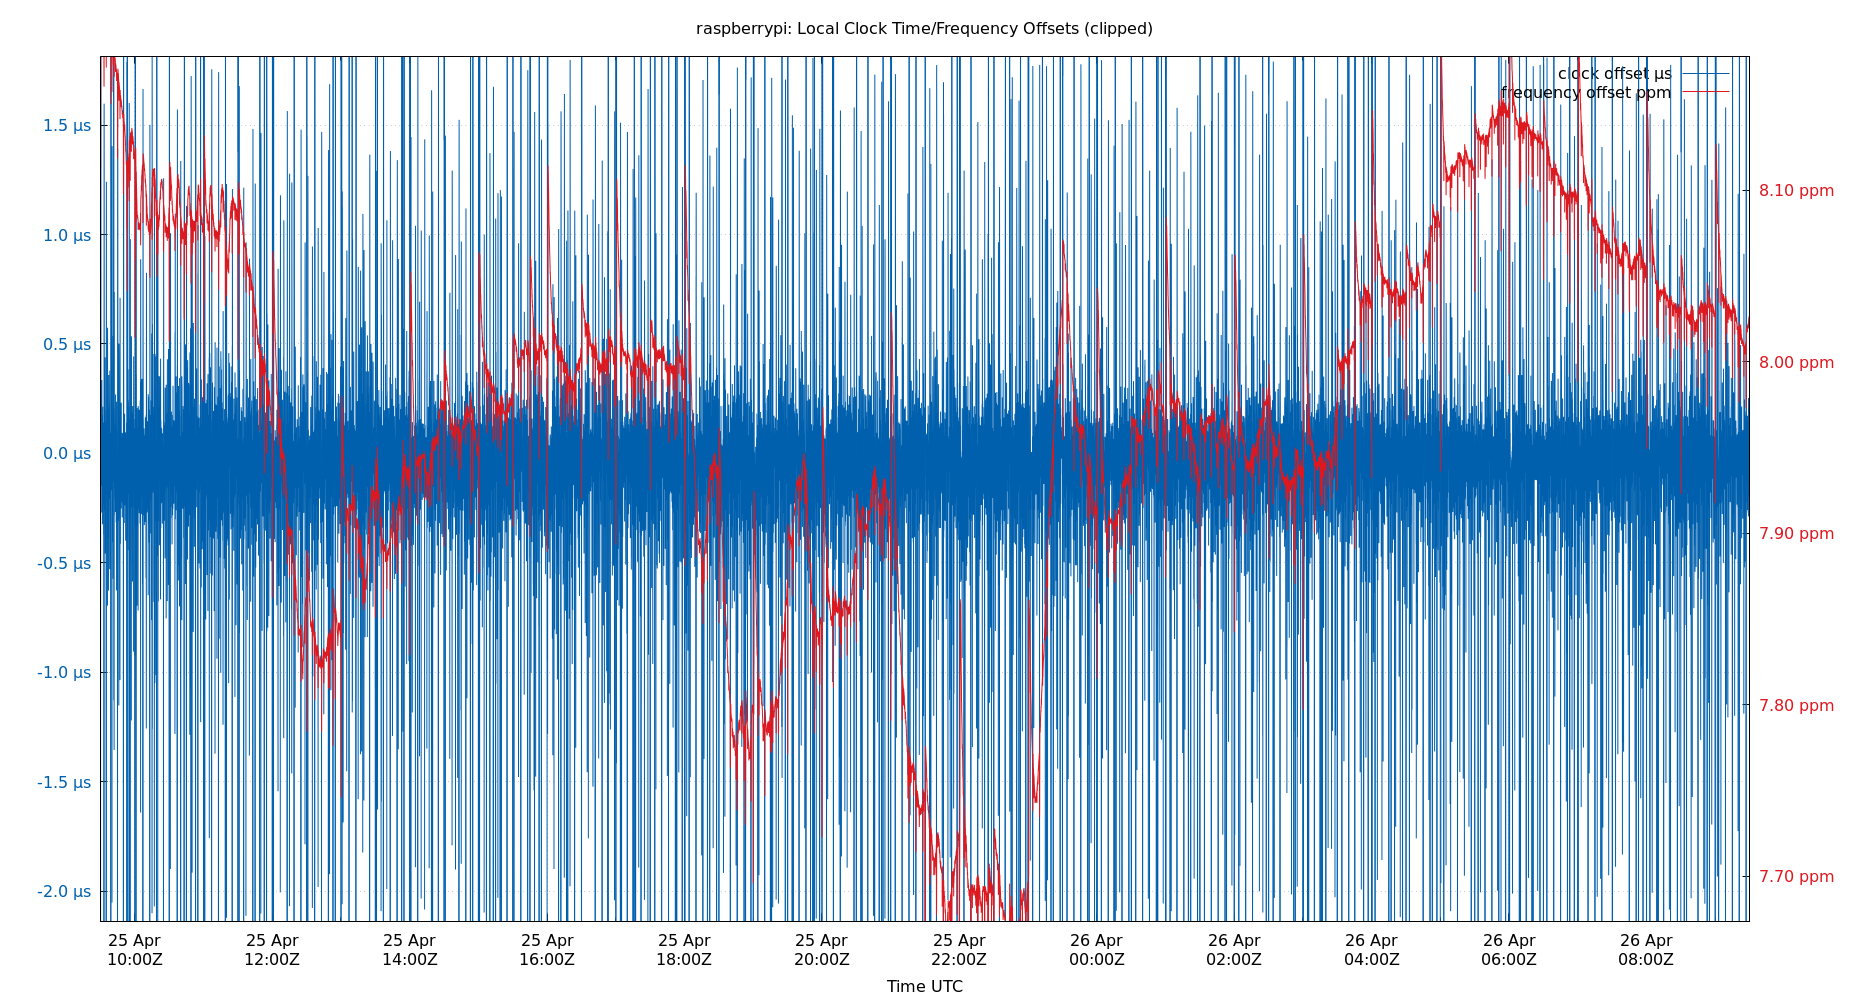 raspberrypi: Local Clock Time/Frequency Offsets (clipped)
clock offset µs
frequency offset ppm
1.5 µs
1.0 µs
0.5 µs
0.0 µs
-0.5 µs
-1.0 µs
-1.5 µs
-2.0 µs
8.10 ppm
8.00 ppm
7.90 ppm
7.80 ppm
7.70 ppm
25 Apr
10:00Z
25 Apr
12:00Z
25 Apr
14:00Z
25 Apr
16:00Z
25 Apr
18:00Z
25 Apr
20:00Z
25 Apr
22:00Z
26 Apr
00:00Z
26 Apr
02:00Z
26 Apr
04:00Z
26 Apr
06:00Z
26 Apr
08:00Z
Time UTC